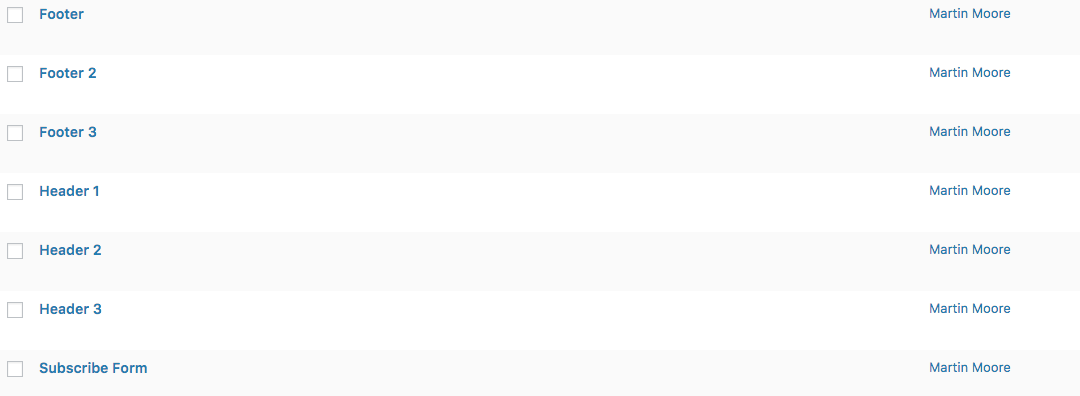 Footer Martin Moore
Footer 2 Martin Moore
Footer 3 Martin Moore
Header 1 Martin Moore
Header 2 Martin Moore
Header 3 Martin Moore
Subscribe Form Martin Moore